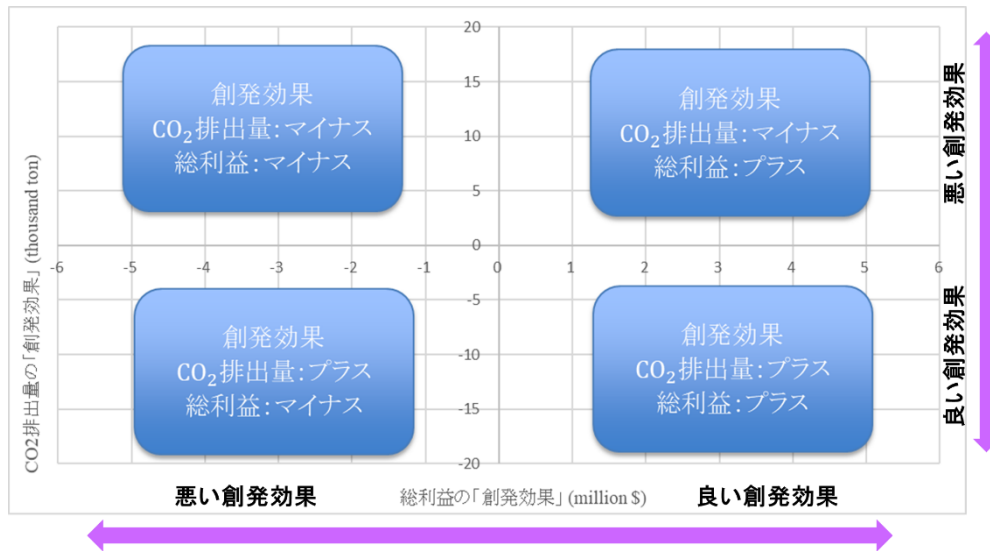 20
15
10
5
0
-5
-10
-15
-20
-6
-5
-4
-3
-2
-1
0
1
2
3
4
5
6
CO2排出量の「創発効果」(thousand ton)
創発効果
CO₂排出量:マイナス
総利益:マイナス
創発効果
CO₂排出量:マイナス
総利益:プラス
創発効果
CO₂排出量:プラス
総利益:マイナス
創発効果
CO₂排出量:プラス
総利益:プラス
悪い創発効果
良い創発効果
悪い創発効果
総利益の「創発効果」(million $)
良い創発効果